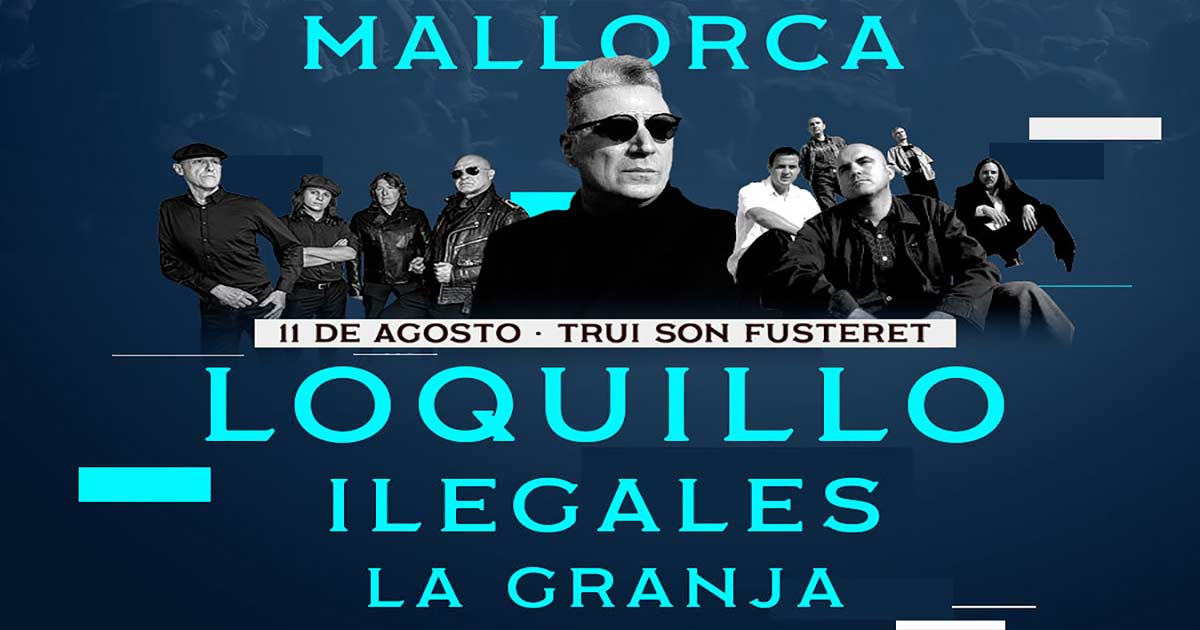 MALLORCA
11 DE AGOSTO · TRUI SON FUSTERET
LOQUILLO
ILEGALES
LA GRANJA